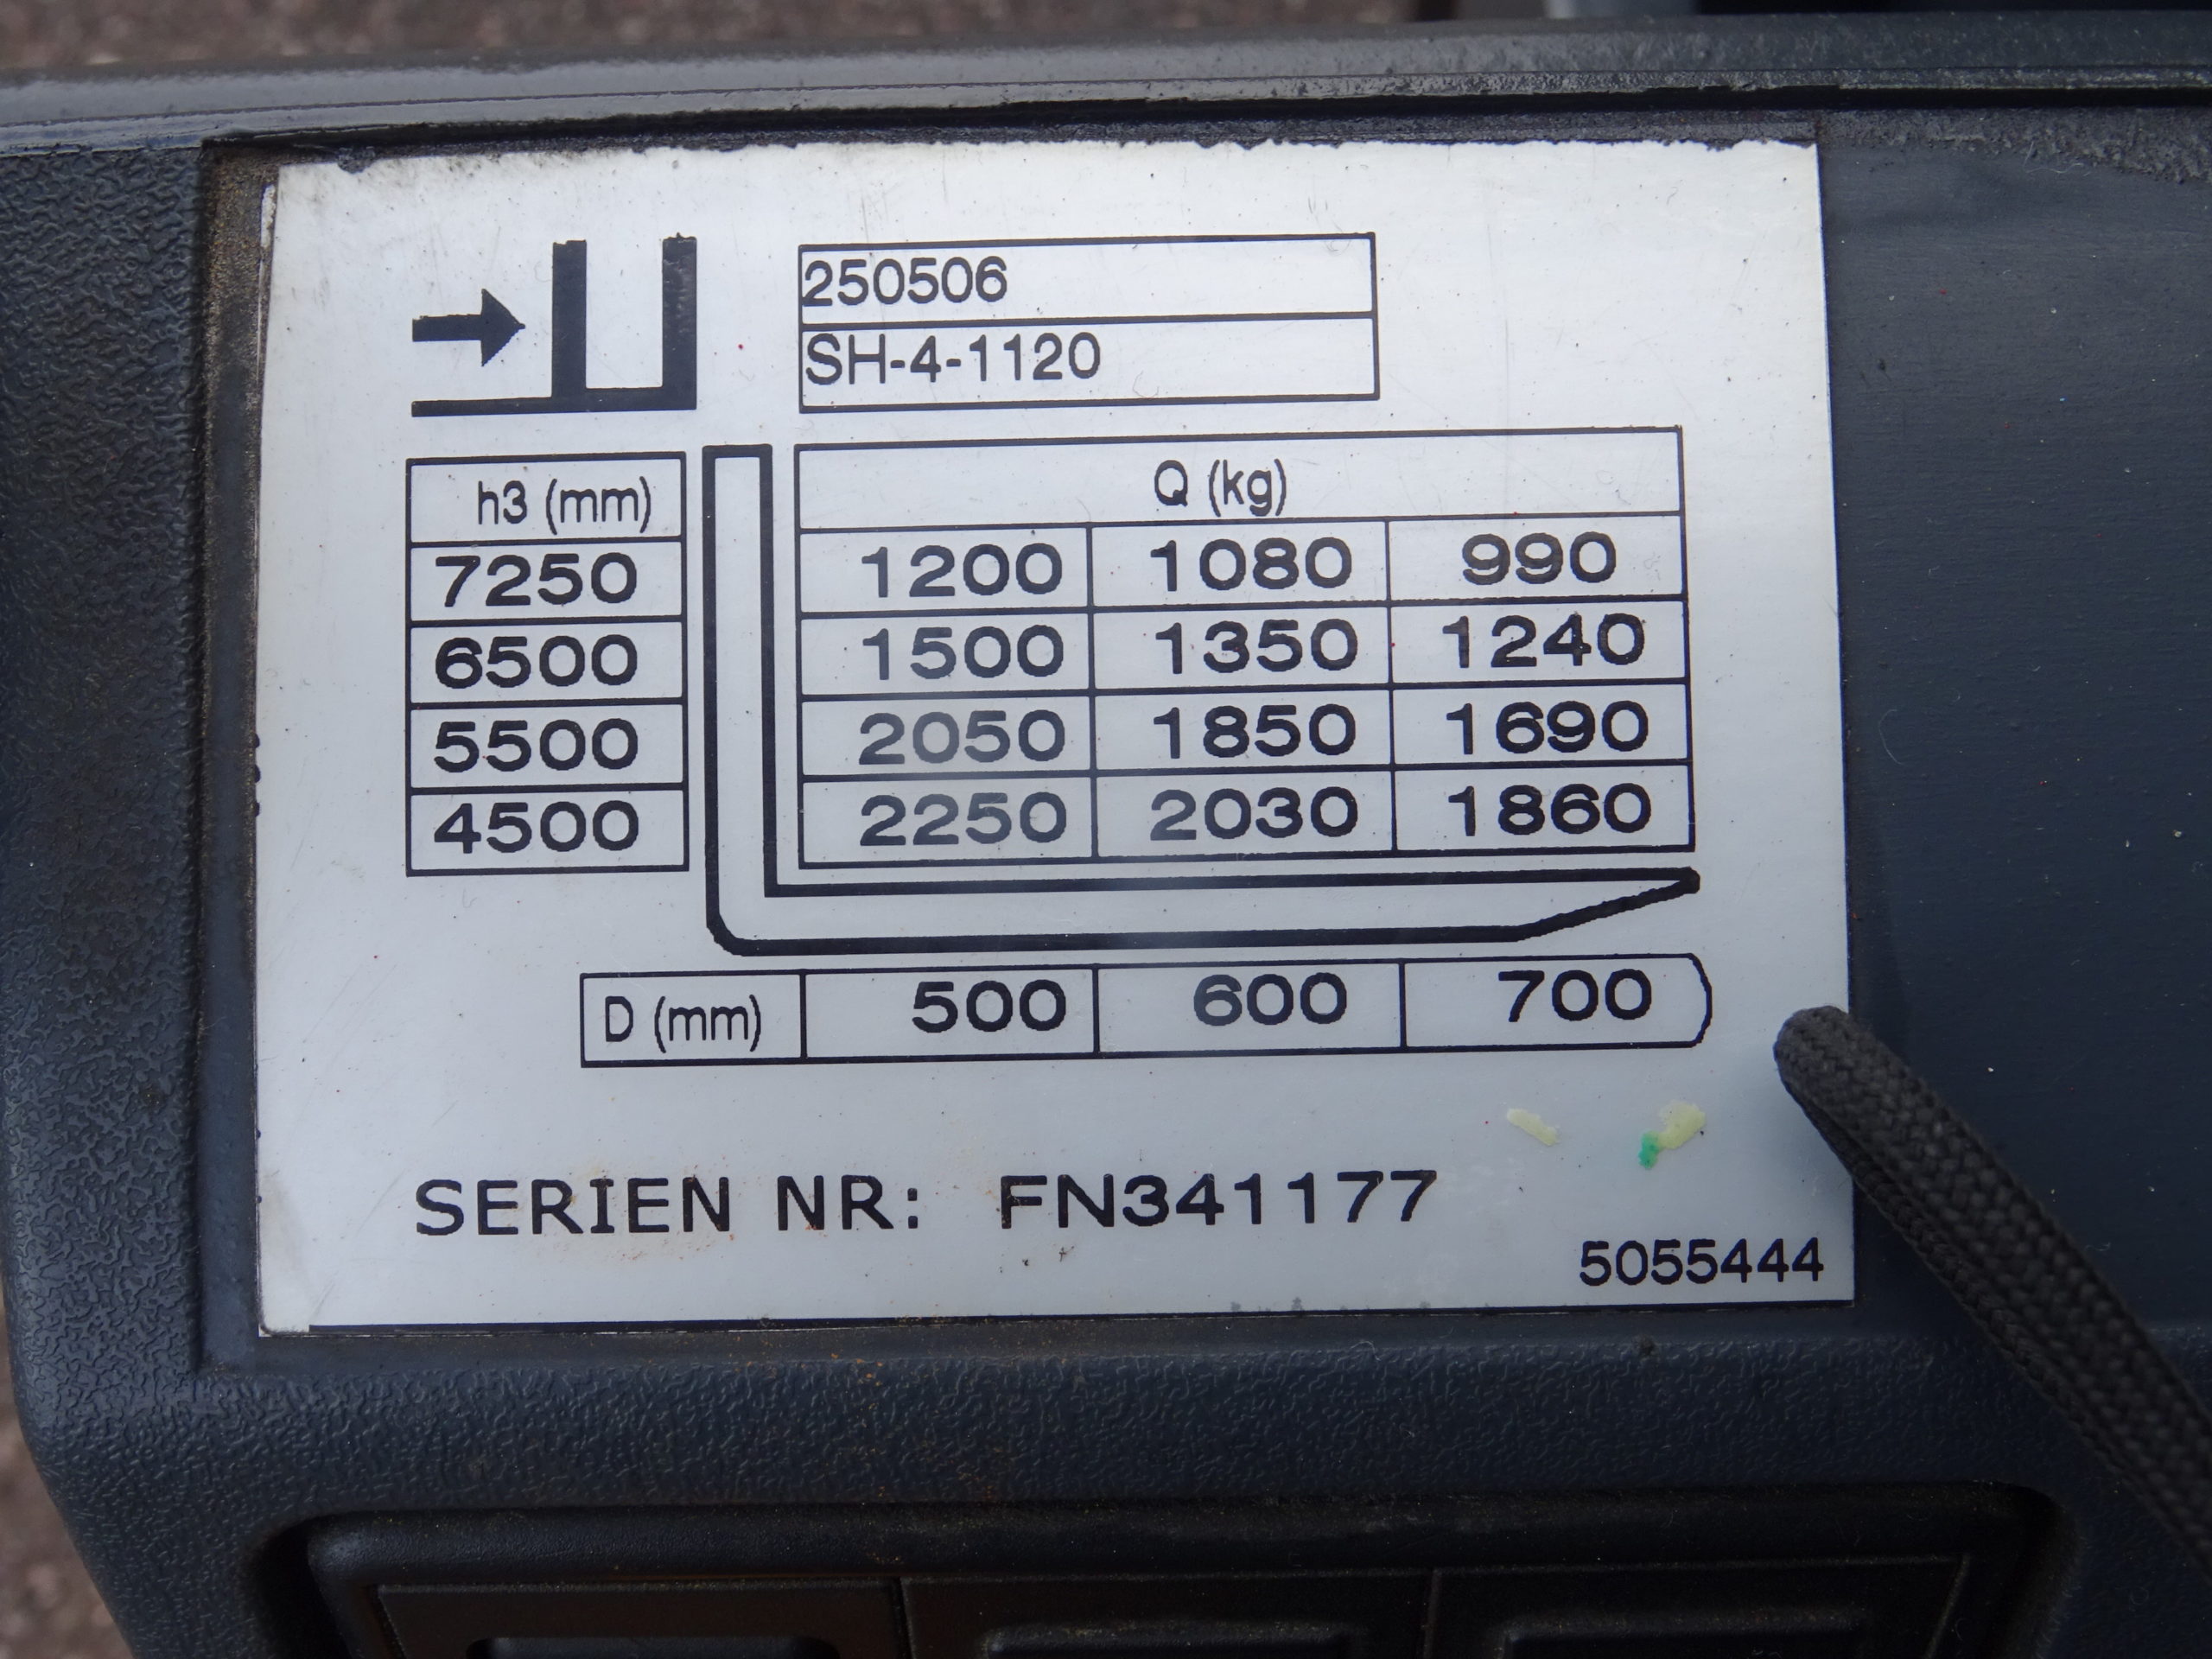 250506
SH-4-1120
h3 (mm) Q (kg)
7250 1200 1080 990
6500 1500 1350 1240
5500 2050 1850 1690
4500 2250 2030 1860
D (mm) 500 600 700
SERIEN NR: FN341177
5055444